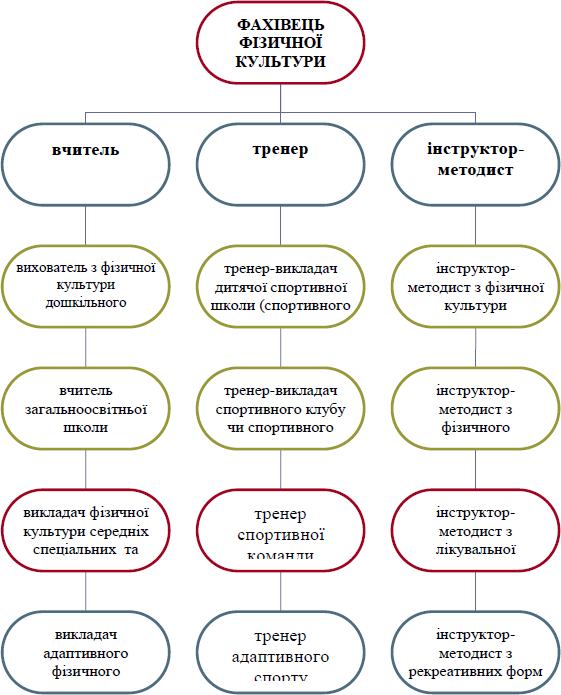 ФАХІВЕЦЬ
ФІЗИЧНОЇ
КУЛЬТУРИ
вчитель
тренер
інструктор-
методист
вихователь з фізичної
культури
дошкільного
тренер-викладач
дитячої спортивної
школи (спортивного
інструктор-
методист з фізичної
культури
вчитель
загальноосвітньої
школи
тренер-викладач
спортивного клубу
чи спортивного
інструктор-
методист з
фізичного
викладач фізичної
культури середніх
спеціальних та
тренер
спортивної
команди
інструктор-
методист з
лікувальної
викладач
адаптивного
фізичного
тренер
адаптивного
спорту
інструктор-
методист з
рекреативних форм